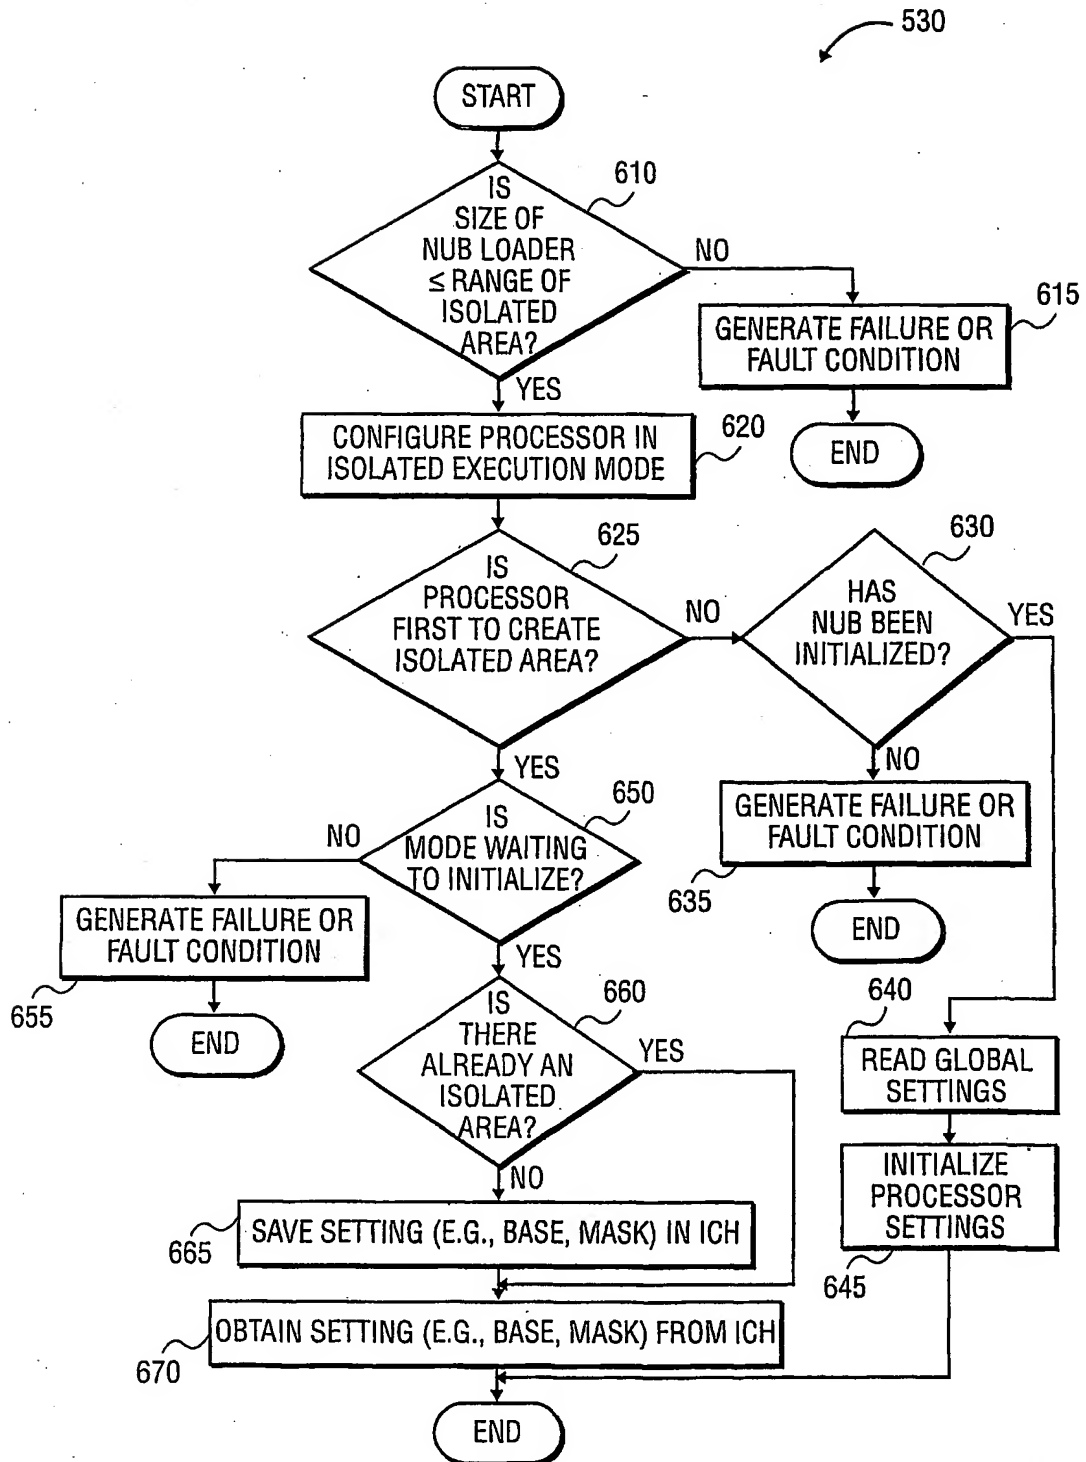 530
START
610
IS
SIZE OF
NUB LOADER
≤ RANGE OF
ISOLATED
AREA?
NO
615
GENERATE FAILURE OR
FAULT CONDITION
END
YES
620
CONFIGURE PROCESSOR IN
ISOLATED EXECUTION MODE
625
IS
PROCESSOR
FIRST TO CREATE
ISOLATED AREA?
NO
630
HAS
NUB BEEN
INITIALIZED?
YES
NO
GENERATE FAILURE OR
FAULT CONDITION
635
END
YES
650
IS
MODE WAITING
TO INITIALIZE?
NO
GENERATE FAILURE OR
FAULT CONDITION
655
END
YES
660
IS
THERE
ALREADY AN
ISOLATED
AREA?
YES
640
READ GLOBAL
SETTINGS
INITIALIZE
PROCESSOR
SETTINGS
645
NO
SAVE SETTING (E.G., BASE, MASK) IN ICH
665
OBTAIN SETTING (E.G., BASE, MASK) FROM ICH
670
END